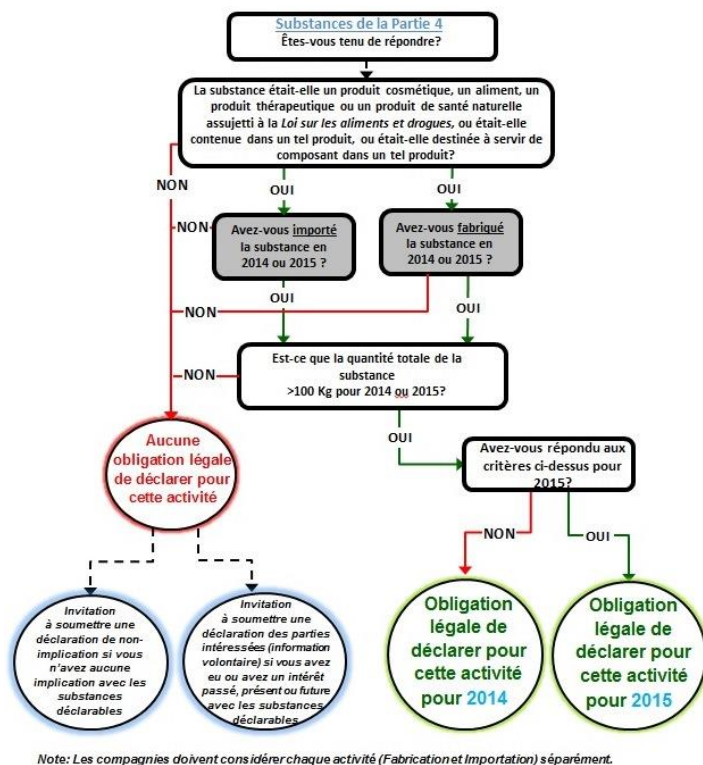 Substances de la Partie 4
Êtes-vous tenu de répondre?
La substance était-elle un produit cosmétique, un aliment, un
produit thérapeutique ou un produit de santé naturelle
assujetti à la Loi sur les aliments et drogues, ou était-elle
contenue dans un tel produit, ou était-elle destinée à servir de
composant dans un tel produit?
NON
OUI
OUI
NON
Avez-vous importé
la substance en
2014 ou 2015 ?
Avez-vous fabriqué
la substance en
2014 ou 2015 ?
OUI
OUI
NON
NON
Est-ce que la quantité totale de la
substance
>100 Kg pour 2014 ou 2015?
NON
OUI
Avez-vous répondu aux
critères ci-dessus pour
2015?
Aucune
obligation légale
de déclarer pour
cette activité
NON
OUI
Invitation
à soumettre une
déclaration de non-
implication si vous
n'avez aucune
implication avec les
substances
déclarables
Invitation
à soumettre une
déclaration des parties
intéressées (information
volontaire) si vous avez
eu ou avez un intérêt
passé, présent ou future
avec les substances
déclarables
Obligation
légale de
déclarer pour
cette activité
pour 2014
Obligation
légale de
déclarer pour
cette activité
pour 2015
Note: Les compagnies doivent considérer chaque activité (Fabrication et Importation) séparément.